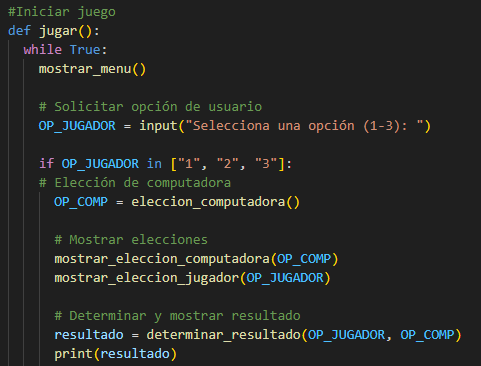 #Iniciar juego
def jugar():
  while True:
    mostrar_menu()

    # Solicitar opción de usuario
    OP_JUGADOR = input("Selecciona una opción (1-3): ")

    if OP_JUGADOR in ["1", "2", "3"]:
    # Elección de computadora
      OP_COMP = eleccion_computadora()

      # Mostrar elecciones
      mostrar_eleccion_computadora(OP_COMP)
      mostrar_eleccion_jugador(OP_JUGADOR)

      # Determinar y mostrar resultado
      resultado = determinar_resultado(OP_JUGADOR, OP_COMP)
      print(resultado)